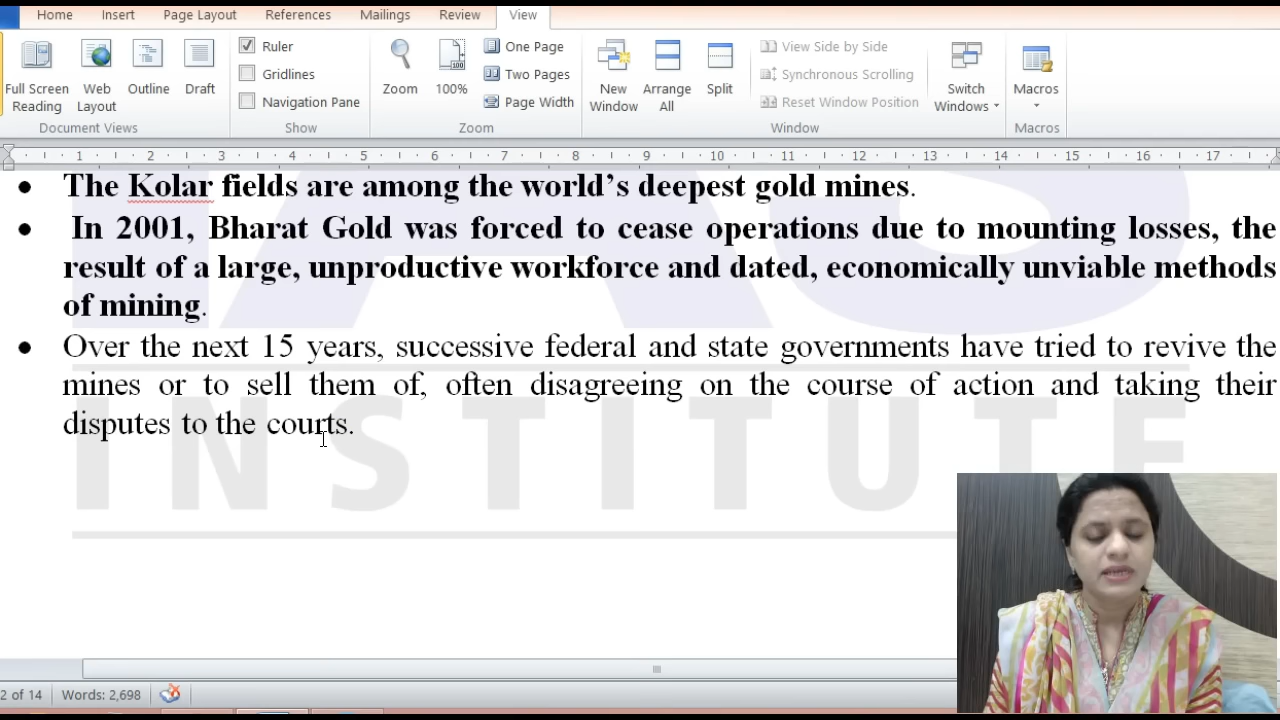 Home Insert Page Layout References Mailings Review View
Full Screen Reading
Web Layout
Outline
Draft
Document Views
Ruler
Gridlines
Navigation Pane
Show
Zoom
100%
One Page
Two Pages
Page Width
Zoom
New Window
Arrange All
Split
View Side by Side
Synchronous Scrolling
Reset Window Position
Window
Switch Windows
Macros
Macros
1 2 3 4 5 6 7 8 9 10 11 12 13 14 15 16 17
• The Kolar fields are among the world’s deepest gold mines.
• In 2001, Bharat Gold was forced to cease operations due to mounting losses, the
result of a large, unproductive workforce and dated, economically unviable methods
of mining.
• Over the next 15 years, successive federal and state governments have tried to revive the
mines or to sell them of, often disagreeing on the course of action and taking their
disputes to the courts.
IAS
INSTITUTE
2 of 14 Words: 2,698